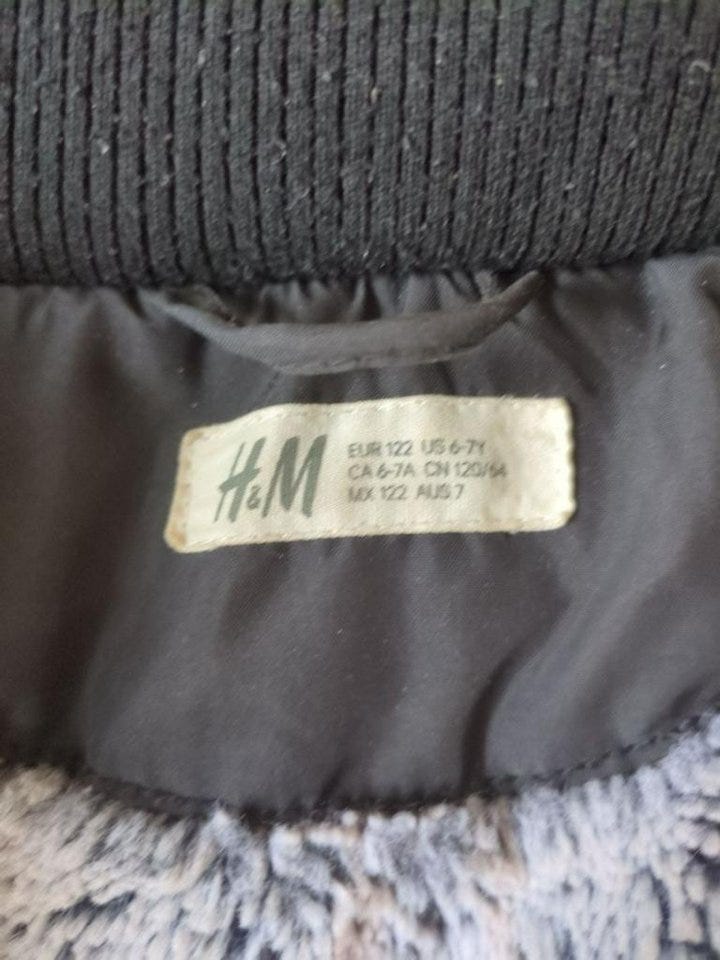 H&M
EUR 122 US 6-7Y
CA 6-7A CN 120/64
MX 122 AUS 7